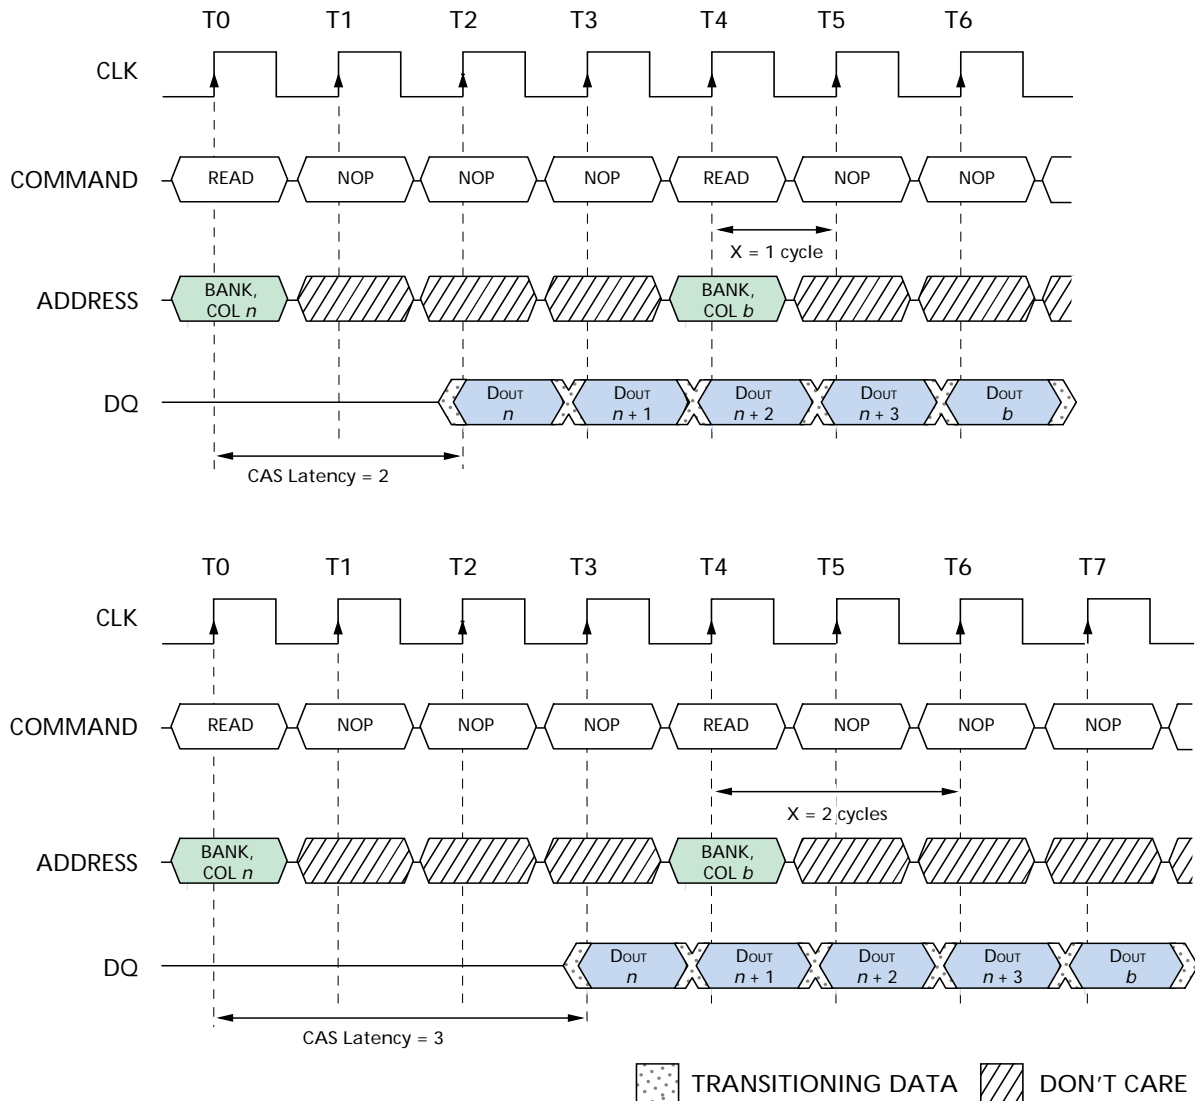 T0 T1 T2 T3 T4 T5 T6
CLK
COMMAND READ NOP NOP NOP READ NOP NOP
X = 1 cycle
ADDRESS BANK, COL n BANK, COL b
DQ DOUT n DOUT n + 1 DOUT n + 2 DOUT n + 3 DOUT b
CAS Latency = 2
T0 T1 T2 T3 T4 T5 T6 T7
CLK
COMMAND READ NOP NOP NOP READ NOP NOP NOP
X = 2 cycles
ADDRESS BANK, COL n BANK, COL b
DQ DOUT n DOUT n + 1 DOUT n + 2 DOUT n + 3 DOUT b
CAS Latency = 3
TRANSITIONING DATA DON'T CARE